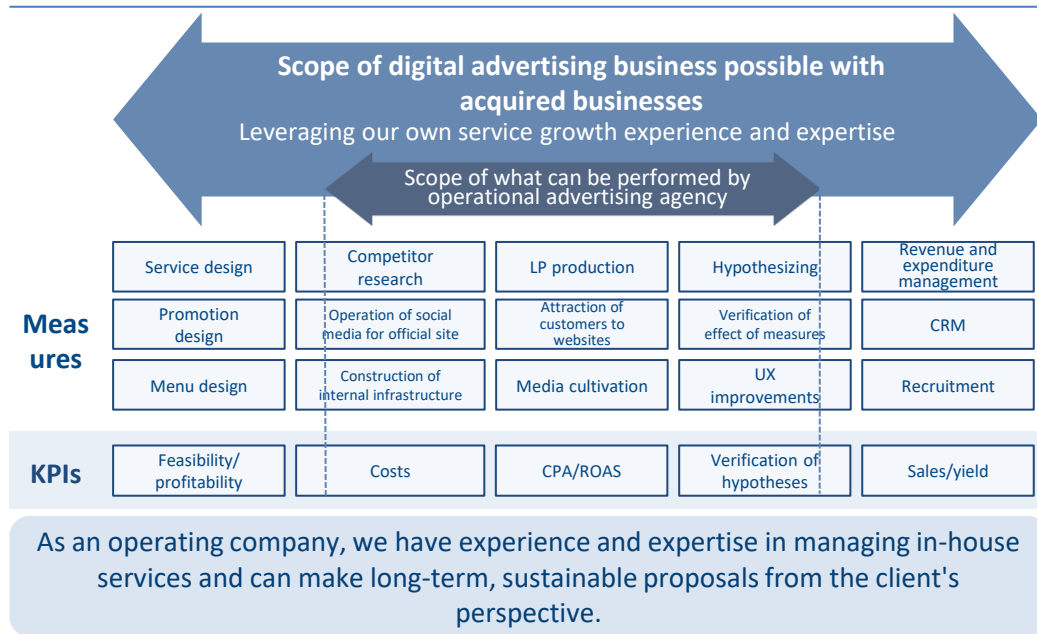 Scope of digital advertising business possible with
acquired businesses
Leveraging our own service growth experience and expertise
Scope of what can be performed by
operational advertising agency
Meas
ures
Service design
Competitor
research
LP production
Hypothesizing
Revenue and
expenditure
management
Promotion
design
Operation of social
media for official site
Attraction of
customers to
websites
Verification of
effect of measures
CRM
Menu design
Construction of
internal infrastructure
Media cultivation
UX
improvements
Recruitment
KPIs
Feasibility/
profitability
Costs
CPA/ROAS
Verification of
hypotheses
Sales/yield
As an operating company, we have experience and expertise in managing in-house
services and can make long-term, sustainable proposals from the client's
perspective.